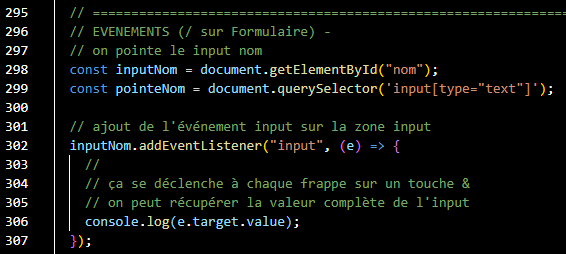 295 // =============================================================
296 // EVENEMENTS (/ sur Formulaire) -
297 // on pointe le input nom
298 const inputNom = document.getElementById("nom");
299 const pointeNom = document.querySelector('input[type="text"]');
300
301 // ajout de l'événement input sur la zone input
302 inputNom.addEventListener("input", (e) => {
303 //
304 // ça se déclenche à chaque frappe sur un touche &
305 // on peut récupérer la valeur complète de l'input
306 console.log(e.target.value);
307 });